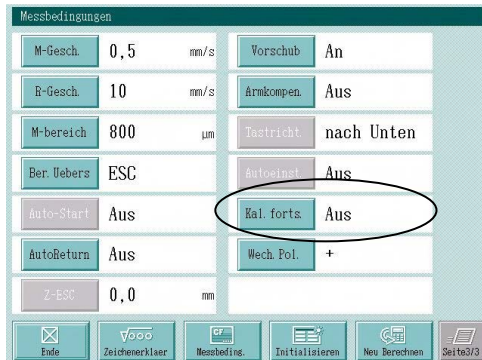 Messbedingungen
M-Gesch. 0,5 mm/s
Vorschub An
R-Gesch. 10 mm/s
Armkompen. Aus
M-bereich 800 µm
Tastricht. nach Unten
Ber. Uebers ESC
Autoeinst. Aus
Auto-Start Aus
Kal. forts. Aus
AutoReturn Aus
Wech. Pol. +
Z-ESC 0,0 mm
Ende
√ooo Zeichenerklaer
CF Messbeding.
Initialisieren
Neu Berechnen
Seite3/3